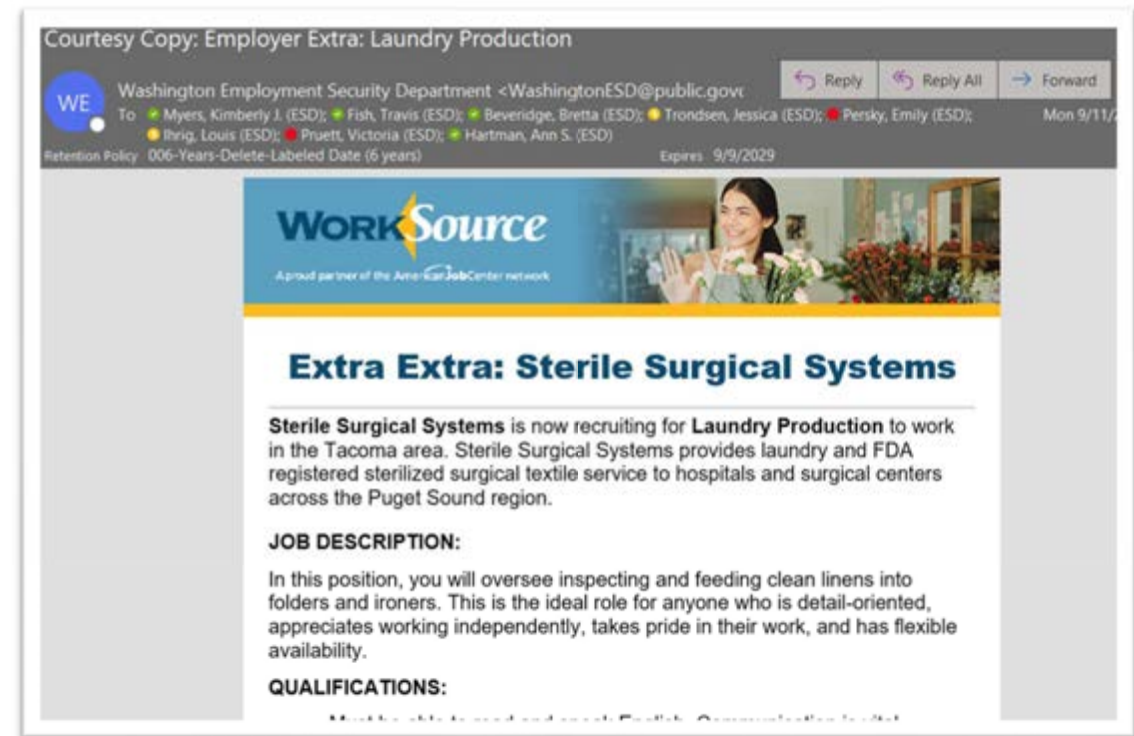 Courtesy Copy: Employer Extra: Laundry Production
WE
Washington Employment Security Department <WashingtonESD@public.gov
Reply
Reply All
Forward
To Myers, Kimberly J. (ESD); Fish, Travis (ESD); Beveridge, Bretta (ESD); Trondsen, Jessica (ESD); Persky, Emily (ESD);
Mon 9/11/
Ihrig, Louis (ESD); Pruett, Victoria (ESD); Hartman, Ann S. (ESD)
Retention Policy 006-Years-Delete-Labeled Date (6 years)
Expires 9/9/2029
WorkSource
A proud partner of the AmericanJobCenter network
Extra Extra: Sterile Surgical Systems
Sterile Surgical Systems is now recruiting for Laundry Production to work
in the Tacoma area. Sterile Surgical Systems provides laundry and FDA
registered sterilized surgical textile service to hospitals and surgical centers
across the Puget Sound region.
JOB DESCRIPTION:
In this position, you will oversee inspecting and feeding clean linens into
folders and ironers. This is the ideal role for anyone who is detail-oriented,
appreciates working independently, takes pride in their work, and has flexible
availability.
QUALIFICATIONS: